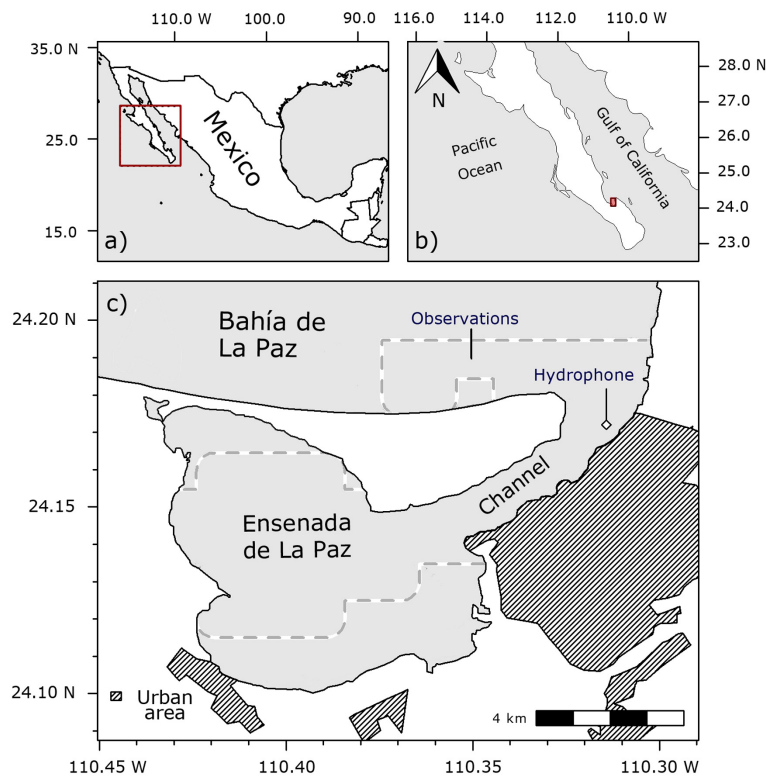 110.0 W 100.0 90.0
116.0 114.0 112.0 110.0
35.0 N
25.0
15.0
Mexico
a)
N
Pacific
Ocean
Gulf of California
b)
28.0 N
27.0
26.0
25.0
24.0
23.0
c)
Bahía de
La Paz
Observations
Hydrophone
Channel
Ensenada
de La Paz
Urban
area
4 km
24.20 N
24.15
24.10 N
110.45 W 110.40 110.35 110.30 W